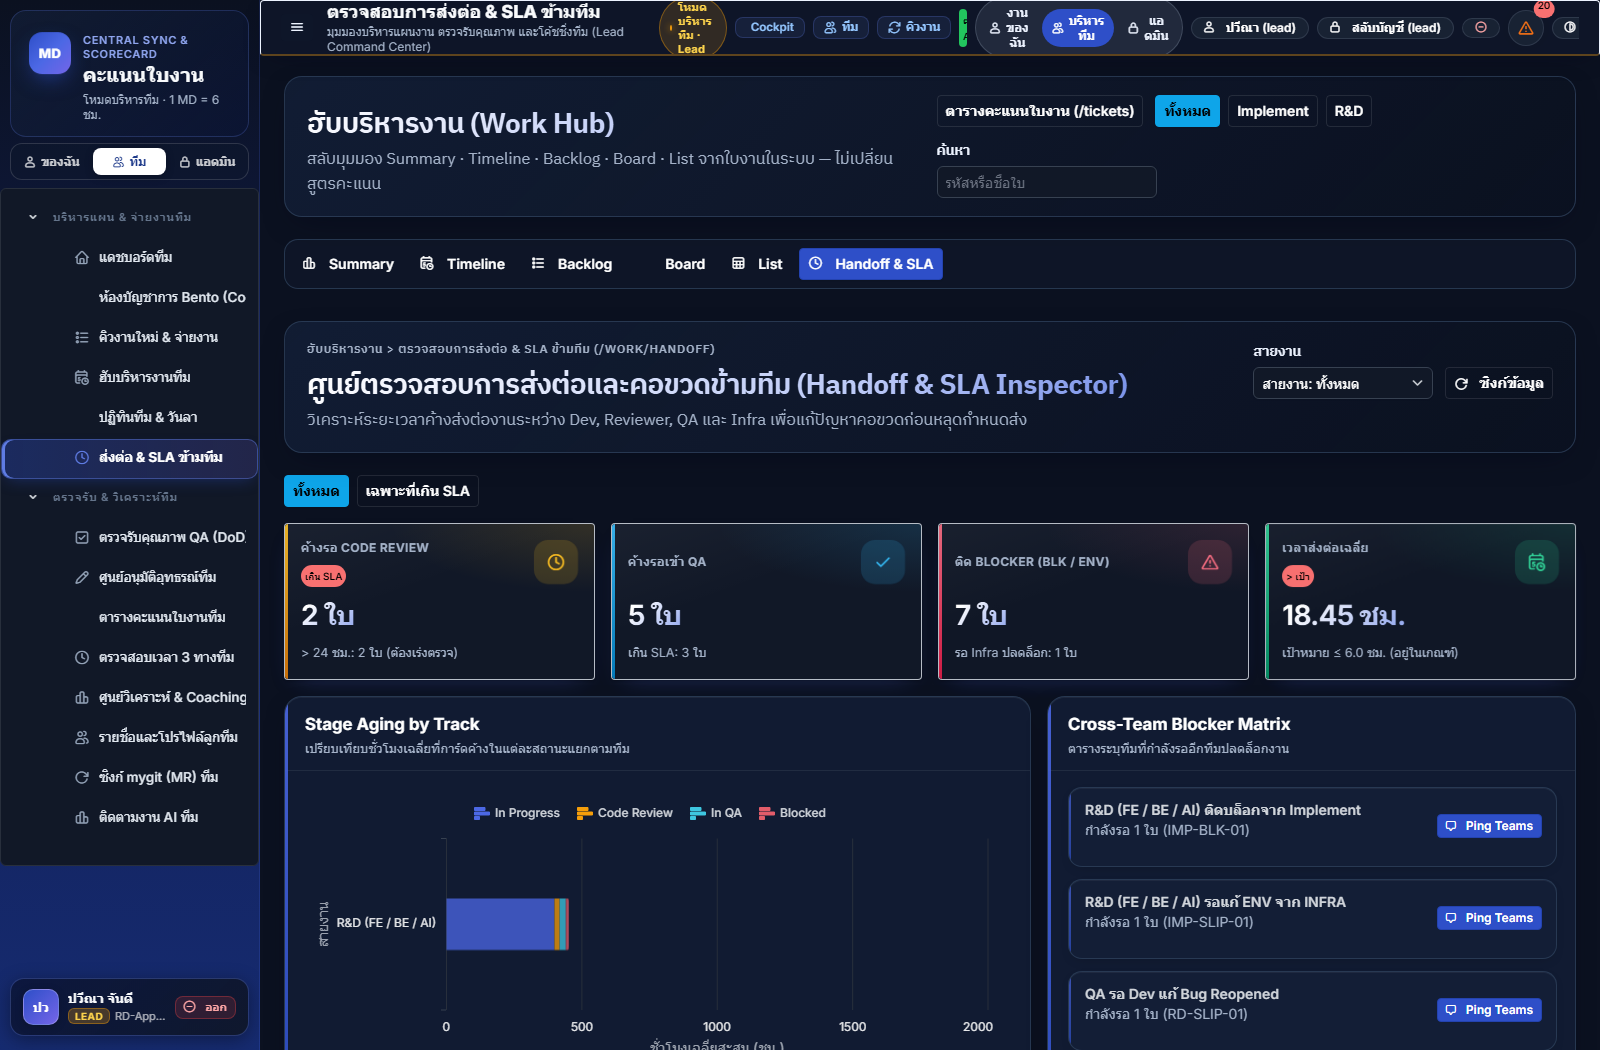 MD
CENTRAL SYNC &
SCORECARD
คะแนนใบงาน
โหมดบริหารทีม · 1 MD = 6
ชม.
ของฉัน
ทีม
แอดมิน
บริหารแผน & จ่ายงานทีม
แดชบอร์ดทีม
ห้องบัญชาการ Bento (Co
คิวงานใหม่ & จ่ายงาน
ฮับบริหารงานทีม
ปฏิทินทีม & วันลา
ส่งต่อ & SLA ข้ามทีม
ตรวจรับ & วิเคราะห์ทีม
ตรวจรับคุณภาพ QA (DoD)
ศูนย์อนุมัติอุทธรณ์ทีม
ตารางคะแนนใบงานทีม
ตรวจสอบเวลา 3 ทางทีม
ศูนย์วิเคราะห์ & Coaching
รายชื่อและโปรไฟล์ลูกทีม
ซิงก์ mygit (MR) ทีม
ติดตามงาน AI ทีม
ปว
ปวีณา จันดี
LEAD
RD-App...
ออก
ตรวจสอบการส่งต่อ & SLA ข้ามทีม
มุมมองบริหารแผนงาน ตรวจรับคุณภาพ และโค้ชชิ่งทีม (Lead
Command Center)
โหมด
บริหาร
ทีม ·
Lead
Cockpit
ทีม
คิวงาน
งาน
ของ
ฉัน
บริหาร
ทีม
แอ
ดมิน
ปวีณา (lead)
สลับบัญชี (lead)
20
ฮับบริหารงาน (Work Hub)
สลับมุมมอง Summary · Timeline · Backlog · Board · List จากใบงานในระบบ — ไม่เปลี่ยน
สูตรคะแนน
ตารางคะแนนใบงาน (/tickets)
ทั้งหมด
Implement
R&D
ค้นหา
รหัสหรือชื่อใบ
Summary
Timeline
Backlog
Board
List
Handoff & SLA
ฮับบริหารงาน > ตรวจสอบการส่งต่อ & SLA ข้ามทีม (/WORK/HANDOFF)
ศูนย์ตรวจสอบการส่งต่อและคอขวดข้ามทีม (Handoff & SLA Inspector)
วิเคราะห์ระยะเวลาค้างส่งต่องานระหว่าง Dev, Reviewer, QA และ Infra เพื่อแก้ปัญหาคอขวดก่อนหลุดกำหนดส่ง
สายงาน
สายงาน: ทั้งหมด
ซิงก์ข้อมูล
ทั้งหมด
เฉพาะที่เกิน SLA
ค้างรอ CODE REVIEW
เกิน SLA
2 ใบ
> 24 ชม.: 2 ใบ (ต้องเร่งตรวจ)
ค้างรอเข้า QA
5 ใบ
เกิน SLA: 3 ใบ
ติด BLOCKER (BLK / ENV)
7 ใบ
รอ Infra ปลดล็อก: 1 ใบ
เวลาส่งต่อเฉลี่ย
> เป้า
18.45 ชม.
เป้าหมาย ≤ 6.0 ชม. (อยู่ในเกณฑ์)
Stage Aging by Track
เปรียบเทียบชั่วโมงเฉลี่ยที่การ์ดค้างในแต่ละสถานะแยกตามทีม
In Progress
Code Review
In QA
Blocked
สายงาน
R&D (FE / BE / AI)
0
500
1000
1500
2000
ชั่วโมงเฉลี่ยสะสม (ชม.)
Cross-Team Blocker Matrix
ตารางระบุทีมที่กำลังรออีกทีมปลดล็อกงาน
R&D (FE / BE / AI) ติดบล็อกจาก Implement
กำลังรอ 1 ใบ (IMP-BLK-01)
Ping Teams
R&D (FE / BE / AI) รอแก้ ENV จาก INFRA
กำลังรอ 1 ใบ (IMP-SLIP-01)
Ping Teams
QA รอ Dev แก้ Bug Reopened
กำลังรอ 1 ใบ (RD-SLIP-01)
Ping Teams